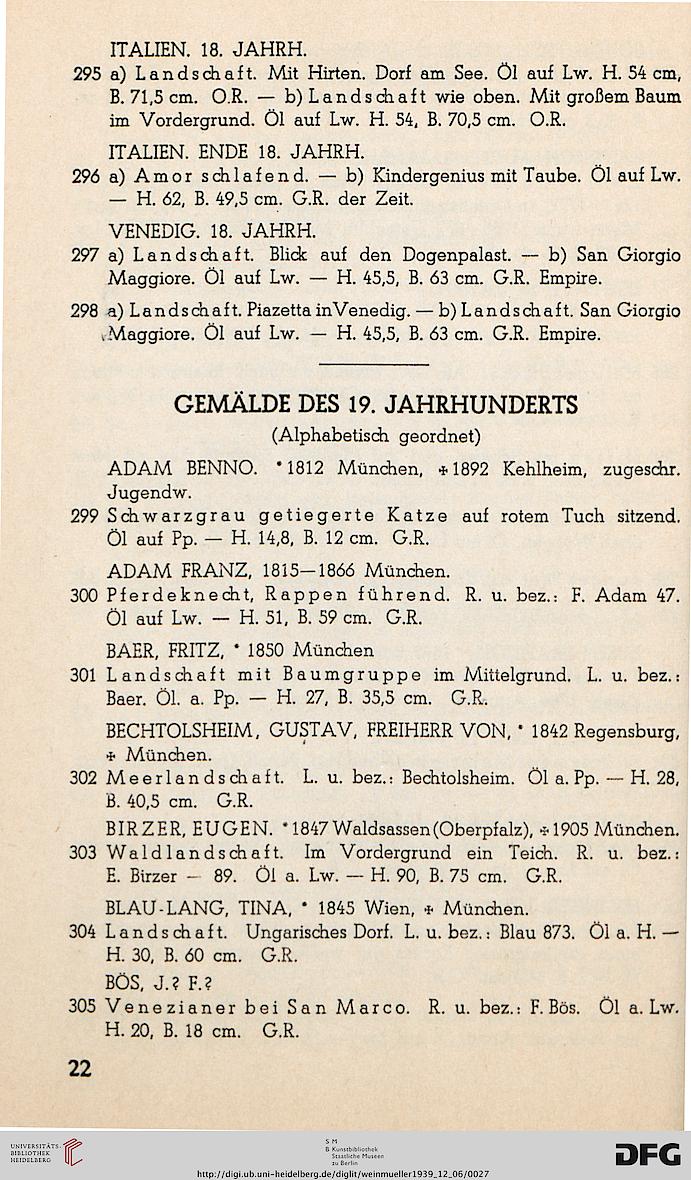 ITALIEN. 18. JAHRH.
295 a) Landschaft. Mit Hirten. Dorf am See. Öl auf Lw. H. 54 cm,
B. 71,5 cm. O.R. — b) Landschaft wie oben. Mit großem Baum
im Vordergrund. Öl auf Lw. H. 54, B. 70,5 cm. O.R.
ITALIEN. ENDE 18. JAHRH.
296 a) Amor schlafend. — b) Kindergenius mit Taube. Öl auf Lw.
— H. 62, B. 49,5 cm. G.R. der Zeit.
VENEDIG. 18. JAHRH.
297 a) Landschaft. Blick auf den Dogenpalast. — b) San Giorgio
Maggiore. Öl auf Lw. — H. 45,5, B. 63 cm. G.R. Empire.
298 a) Landschaft. Piazetta in Venedig. — b) Landschaft. San Giorgio
Maggiore. Öl auf Lw. — H. 45,5, B. 63 cm. G.R. Empire.
GEMÄLDE DES 19. JAHRHUNDERTS
(Alphabetisch geordnet)
ADAM BENNO. * 1812 München, ✢ 1892 Kehlheim, zugeschr.
Jugendw.
299 Schwarzgrau getiegerte Katze auf rotem Tuch sitzend.
Öl auf Pp. — H. 14,8, B. 12 cm. G.R.
ADAM FRANZ, 1815—1866 München.
300 Pferdeknecht, Rappen führend. R. u. bez.: F. Adam 47.
Öl auf Lw. — H. 51, B. 59 cm. G.R.
BAER, FRITZ, * 1850 München
301 Landschaft mit Baumgruppe im Mittelgrund. L. u. bez.:
Baer. Öl. a. Pp. — H. 27, B. 35,5 cm. G.R.
BECHTOLSHEIM, GUSTAV, FREIHERR VON, * 1842 Regensburg,
✢ München.
302 Meerlandschaft. L. u. bez.: Bechtolsheim. Öl a. Pp. — H. 28,
B. 40,5 cm. G.R.
BIRZER, EUGEN. * 1847 Waldsassen (Oberpfalz), ✢ 1905 München.
303 Waldlandschaft. Im Vordergrund ein Teich. R. u. bez.:
E. Birzer — 89. Öl a. Lw. — H. 90, B. 75 cm. G.R.
BLAU-LANG, TINA, * 1845 Wien, ✢ München.
304 Landschaft. Ungarisches Dorf. L. u. bez.: Blau 873. Öl a. H. —
H. 30, B. 60 cm. G.R.
BÖS, J.? F.?
305 Venezianer bei San Marco. R. u. bez.: F. Bös. Öl a. Lw.
H. 20, B. 18 cm. G.R.
22
UNIVERSITÄTS-
BIBLIOTHEK
HEIDELBERG
S M
B Kunstbibliothek
Staatliche Museen
zu Berlin
DFG
http://digi.ub.uni-heidelberg.de/diglit/weinmueller1939_12_06/0027